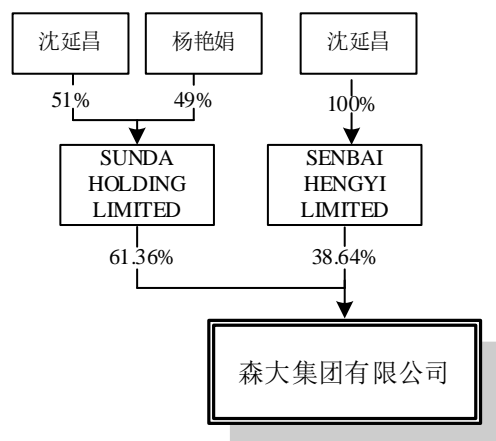 沈延昌
杨艳娟
沈延昌
51%
49%
100%
SUNDA
HOLDING
LIMITED
SENBAI
HENGYI
LIMITED
61.36%
38.64%
森大集团有限公司